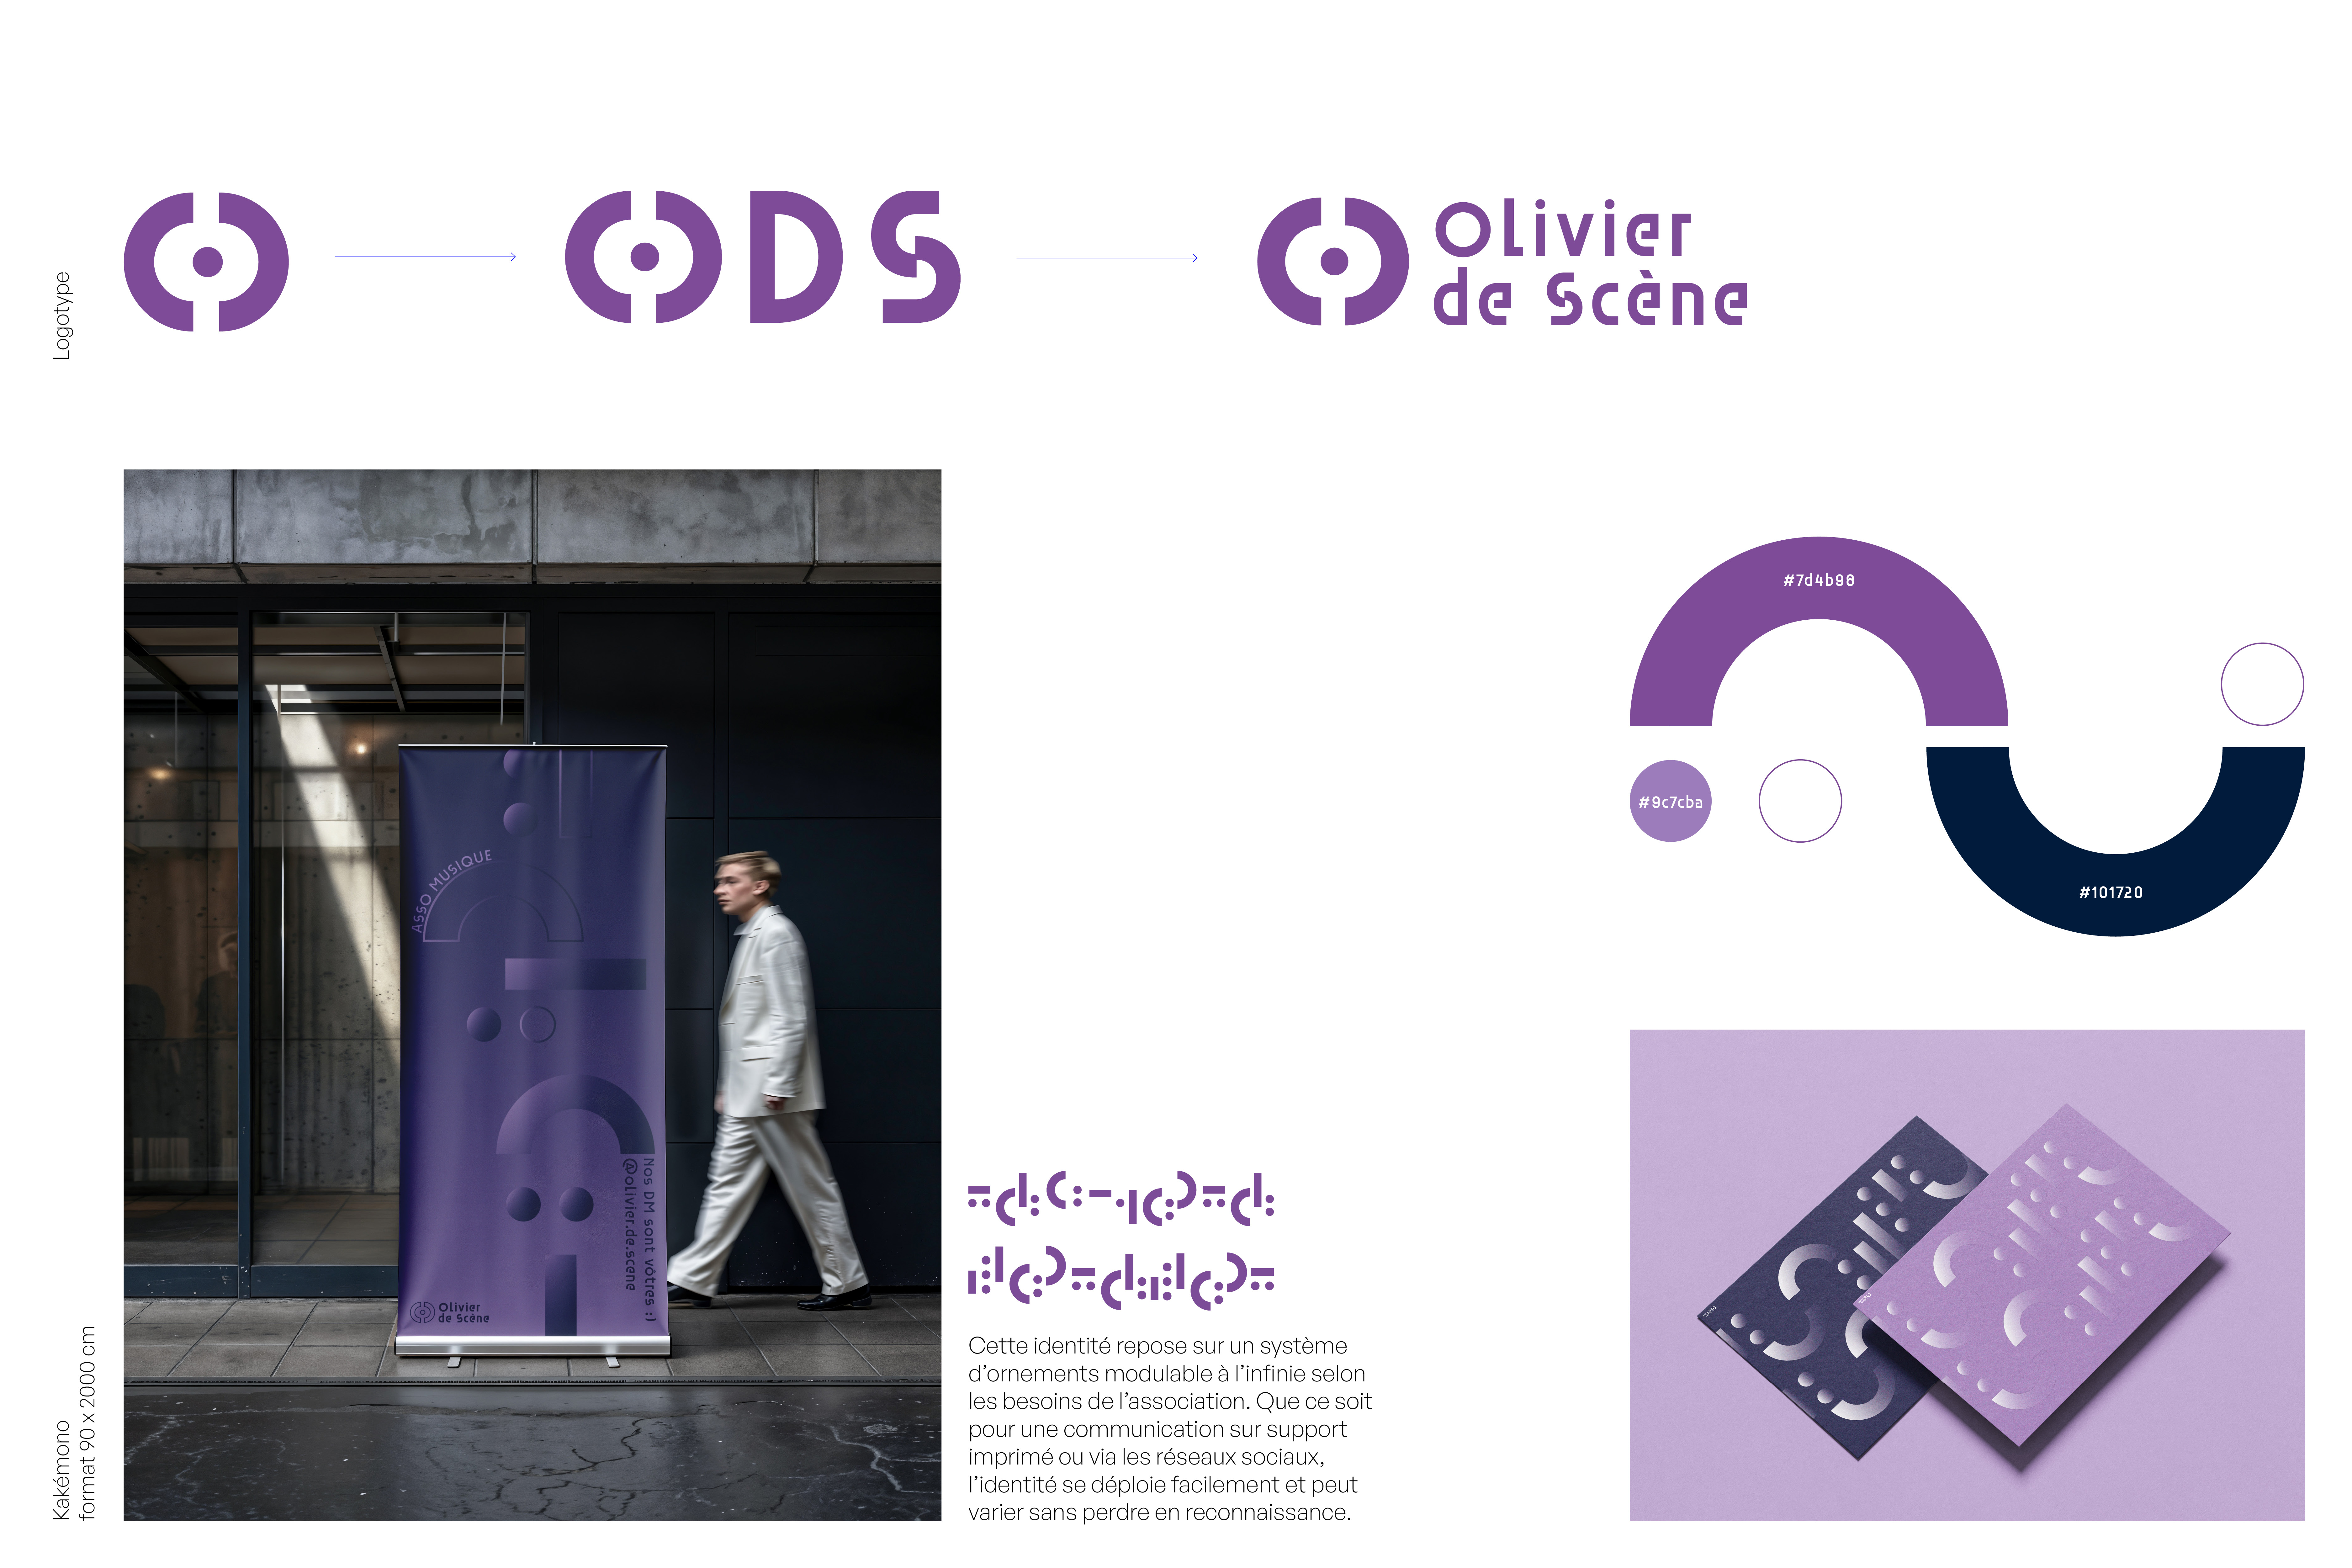 Logotype
ODS
Olivier
de Scène
ASSO MUSIQUE
Nos DM sont vôtres :)
@olivier.de.scene
Olivier
de Scène
Kakémono
format 90 x 2000 cm
Cette identité repose sur un système
d’ornements modulable à l’infinie selon
les besoins de l’association. Que ce soit
pour une communication sur support
imprimé ou via les réseaux sociaux,
l’identité se déploie facilement et peut
varier sans perdre en reconnaissance.
#7d4b98
#9c7cba
#101720